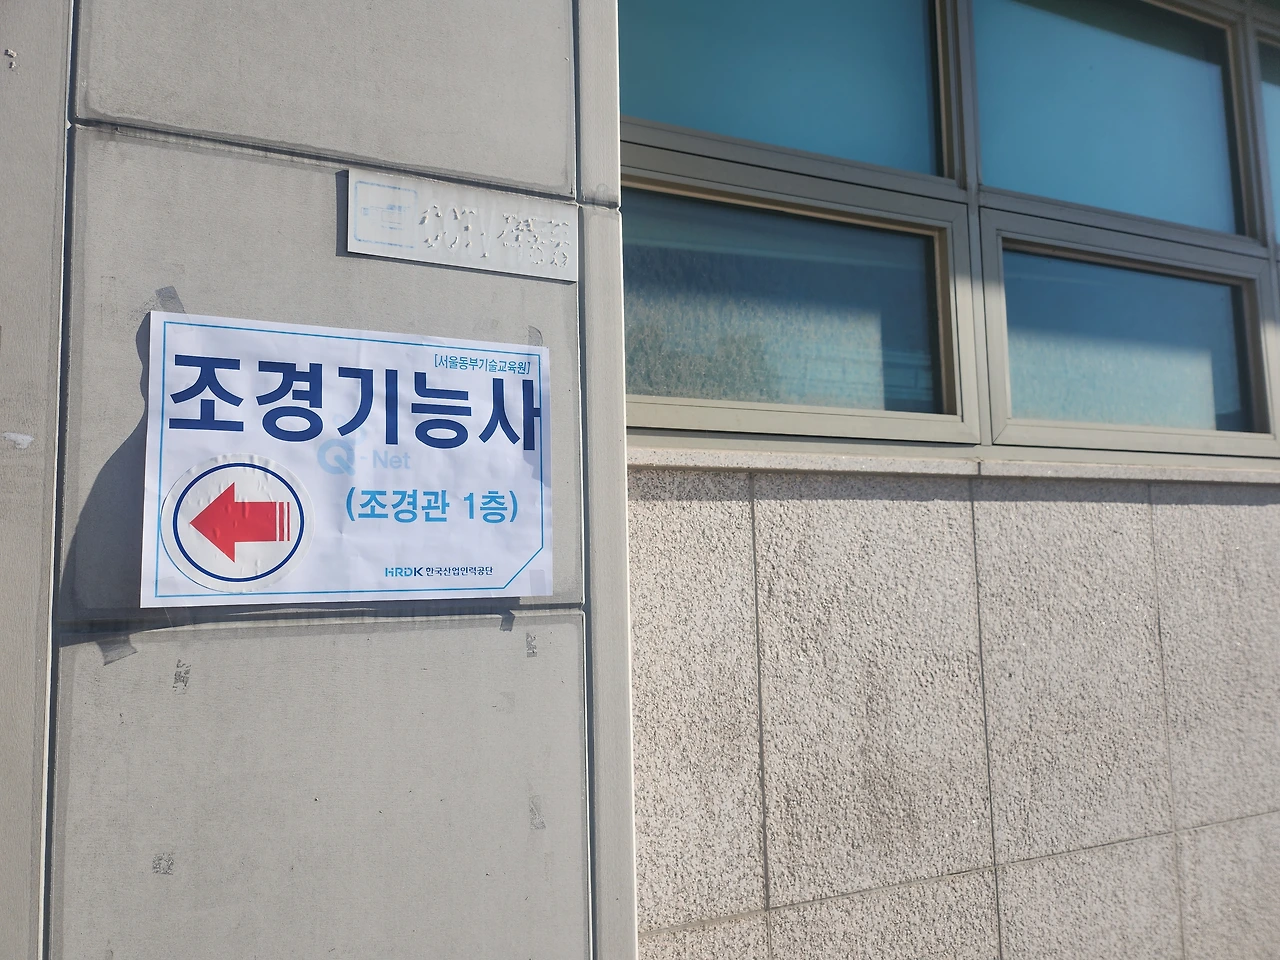 [서울동부기술교육원]
조경기능사
Q-Net
(조경관 1층)
HRDK 한국산업인력공단